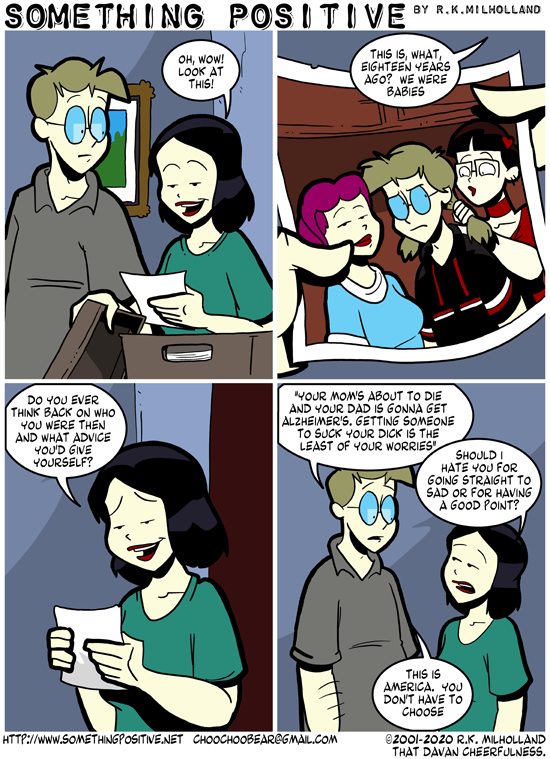 SOMETHING POSITIVE BY R.K.MILHOLLAND
OH, WOW!
LOOK AT
THIS!
THIS IS, WHAT,
EIGHTEEN YEARS
AGO? WE WERE
BABIES
DO YOU EVER
THINK BACK ON WHO
YOU WERE THEN
AND WHAT ADVICE
YOU'D GIVE
YOURSELF?
"YOUR MOM'S ABOUT TO DIE
AND YOUR DAD IS GONNA GET
ALZHEIMER'S. GETTING SOMEONE
TO SUCK YOUR DICK IS THE
LEAST OF YOUR WORRIES"
SHOULD I
HATE YOU FOR
GOING STRAIGHT TO
SAD OR FOR HAVING
A GOOD POINT?
THIS IS
AMERICA. YOU
DON'T HAVE TO
CHOOSE
HTTP://WWW.SOMETHINGPOSITIVE.NET CHOOCHOOBEAR@GMAIL.COM
©2001-2020 R.K. MILHOLLAND
THAT DAVAN CHEERFULNESS.